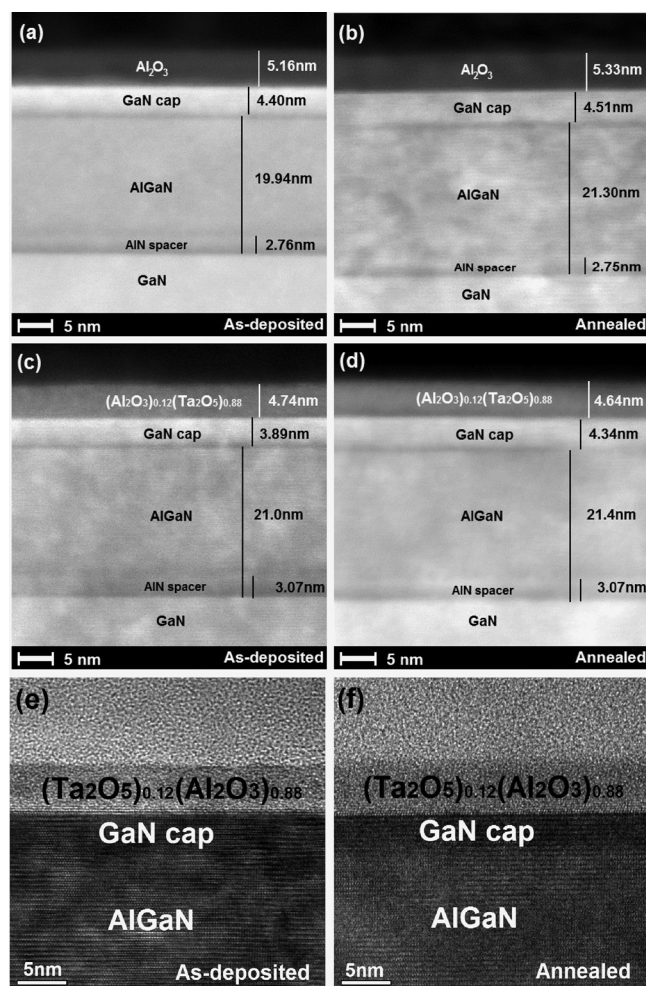 (a)
Al₂O₃
5.16nm
GaN cap
4.40nm
AlGaN
19.94nm
AlN spacer
2.76nm
GaN
5 nm
As-deposited
(b)
Al₂O₃
5.33nm
GaN cap
4.51nm
AlGaN
21.30nm
AlN spacer
2.75nm
GaN
5 nm
Annealed
(c)
(Al₂O₃)₀.₁₂(Ta₂O₅)₀.₈₈
4.74nm
GaN cap
3.89nm
AlGaN
21.0nm
AlN spacer
3.07nm
GaN
5 nm
As-deposited
(d)
(Al₂O₃)₀.₁₂(Ta₂O₅)₀.₈₈
4.64nm
GaN cap
4.34nm
AlGaN
21.4nm
AlN spacer
3.07nm
GaN
5 nm
Annealed
(e)
(Ta₂O₅)₀.₁₂(Al₂O₃)₀.₈₈
GaN cap
AlGaN
5nm
As-deposited
(f)
(Ta₂O₅)₀.₁₂(Al₂O₃)₀.₈₈
GaN cap
AlGaN
5nm
Annealed